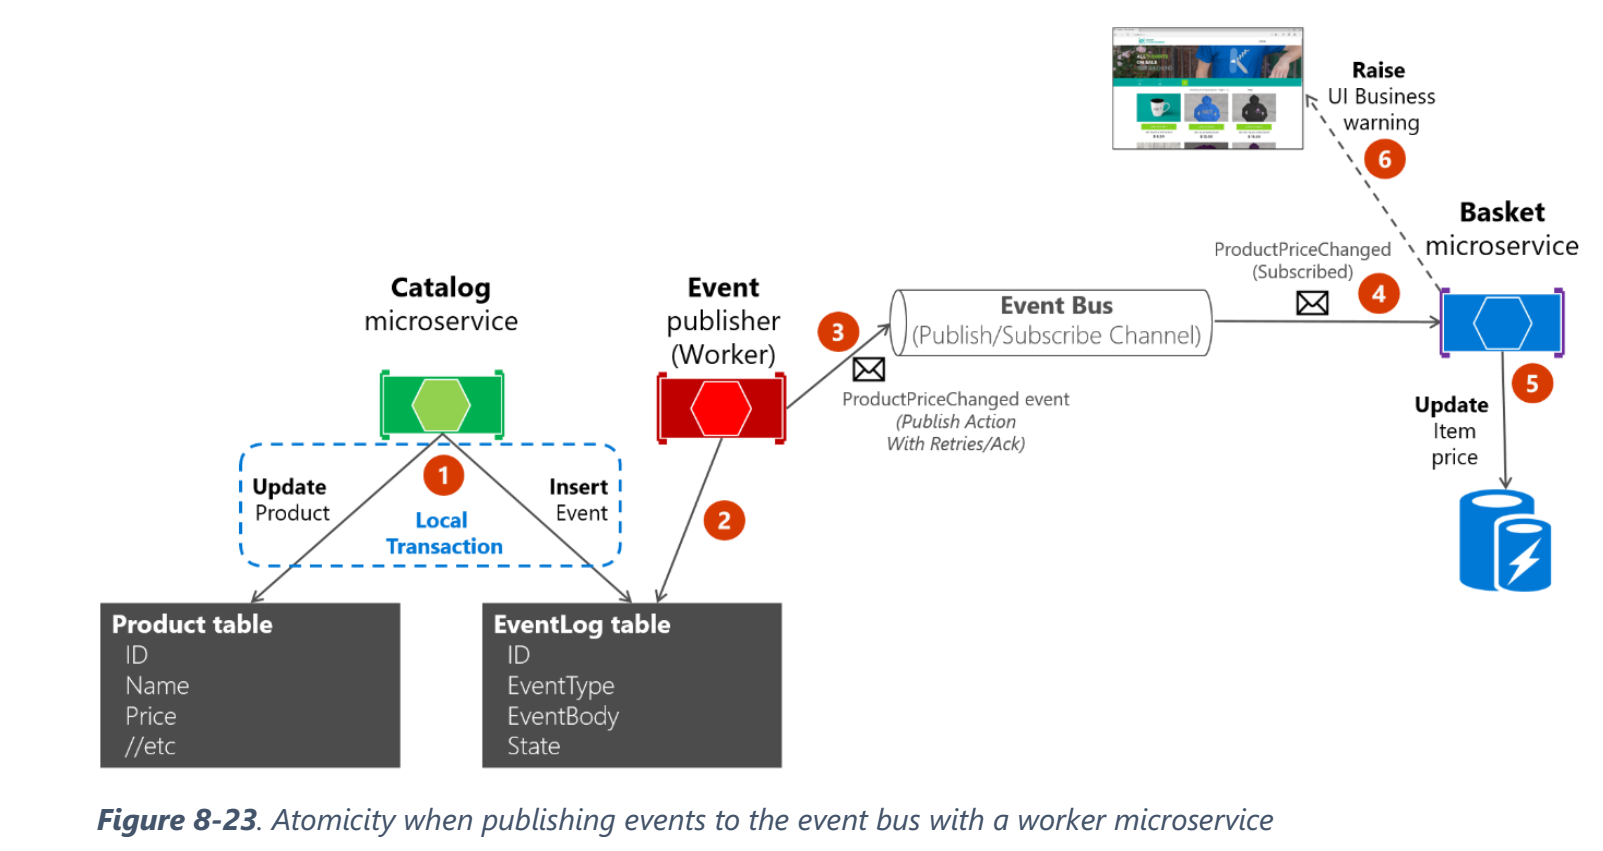 Raise
UI Business
warning
6
Basket
microservice
ProductPriceChanged
(Subscribed)
4
Catalog
microservice
Event
publisher
(Worker)
3
Event Bus
(Publish/Subscribe Channel)
ProductPriceChanged event
(Publish Action
With Retries/Ack)
5
Update
Item
price
1
Update
Product
Insert
Event
Local
Transaction
2
Product table
ID
Name
Price
//etc
EventLog table
ID
EventType
EventBody
State
Figure 8-23. Atomicity when publishing events to the event bus with a worker microservice